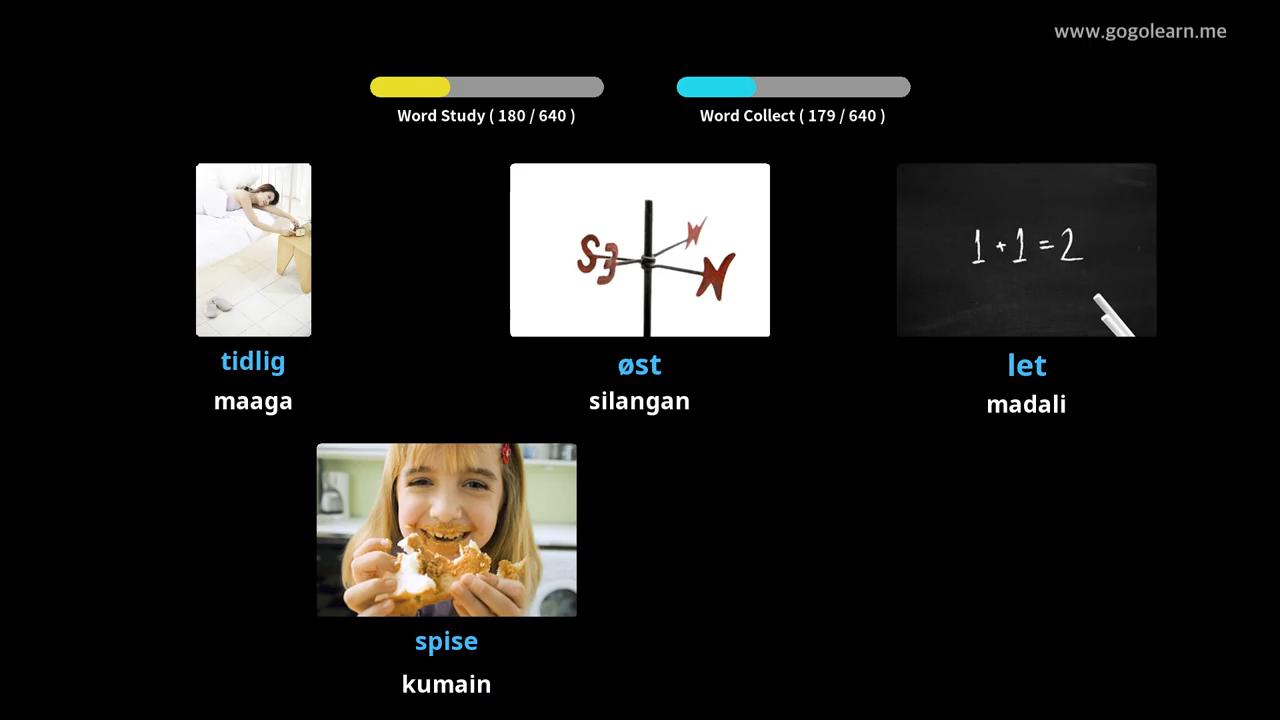 www.gogolearn.me
Word Study ( 180 / 640 )
Word Collect ( 179 / 640 )
S E N W
1 + 1 = 2
tidlig
øst
let
maaga
silangan
madali
spise
kumain